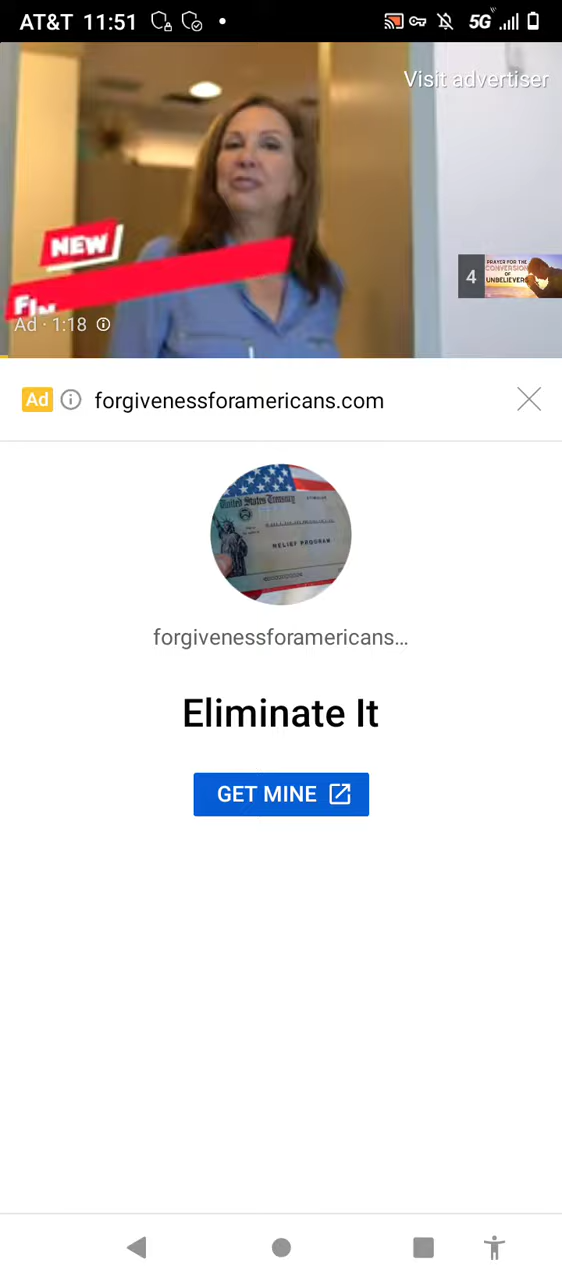 AT&T 11:51
5G
Visit advertiser
NEW
4
PRAYER FOR THE
CONVERSION
OF
UNBELIEVERS
Ad · 1:18
Ad forgivenessforamericans.com
United States Treasury
RELIEF PROGRAM
forgivenessforamericans...
Eliminate It
GET MINE